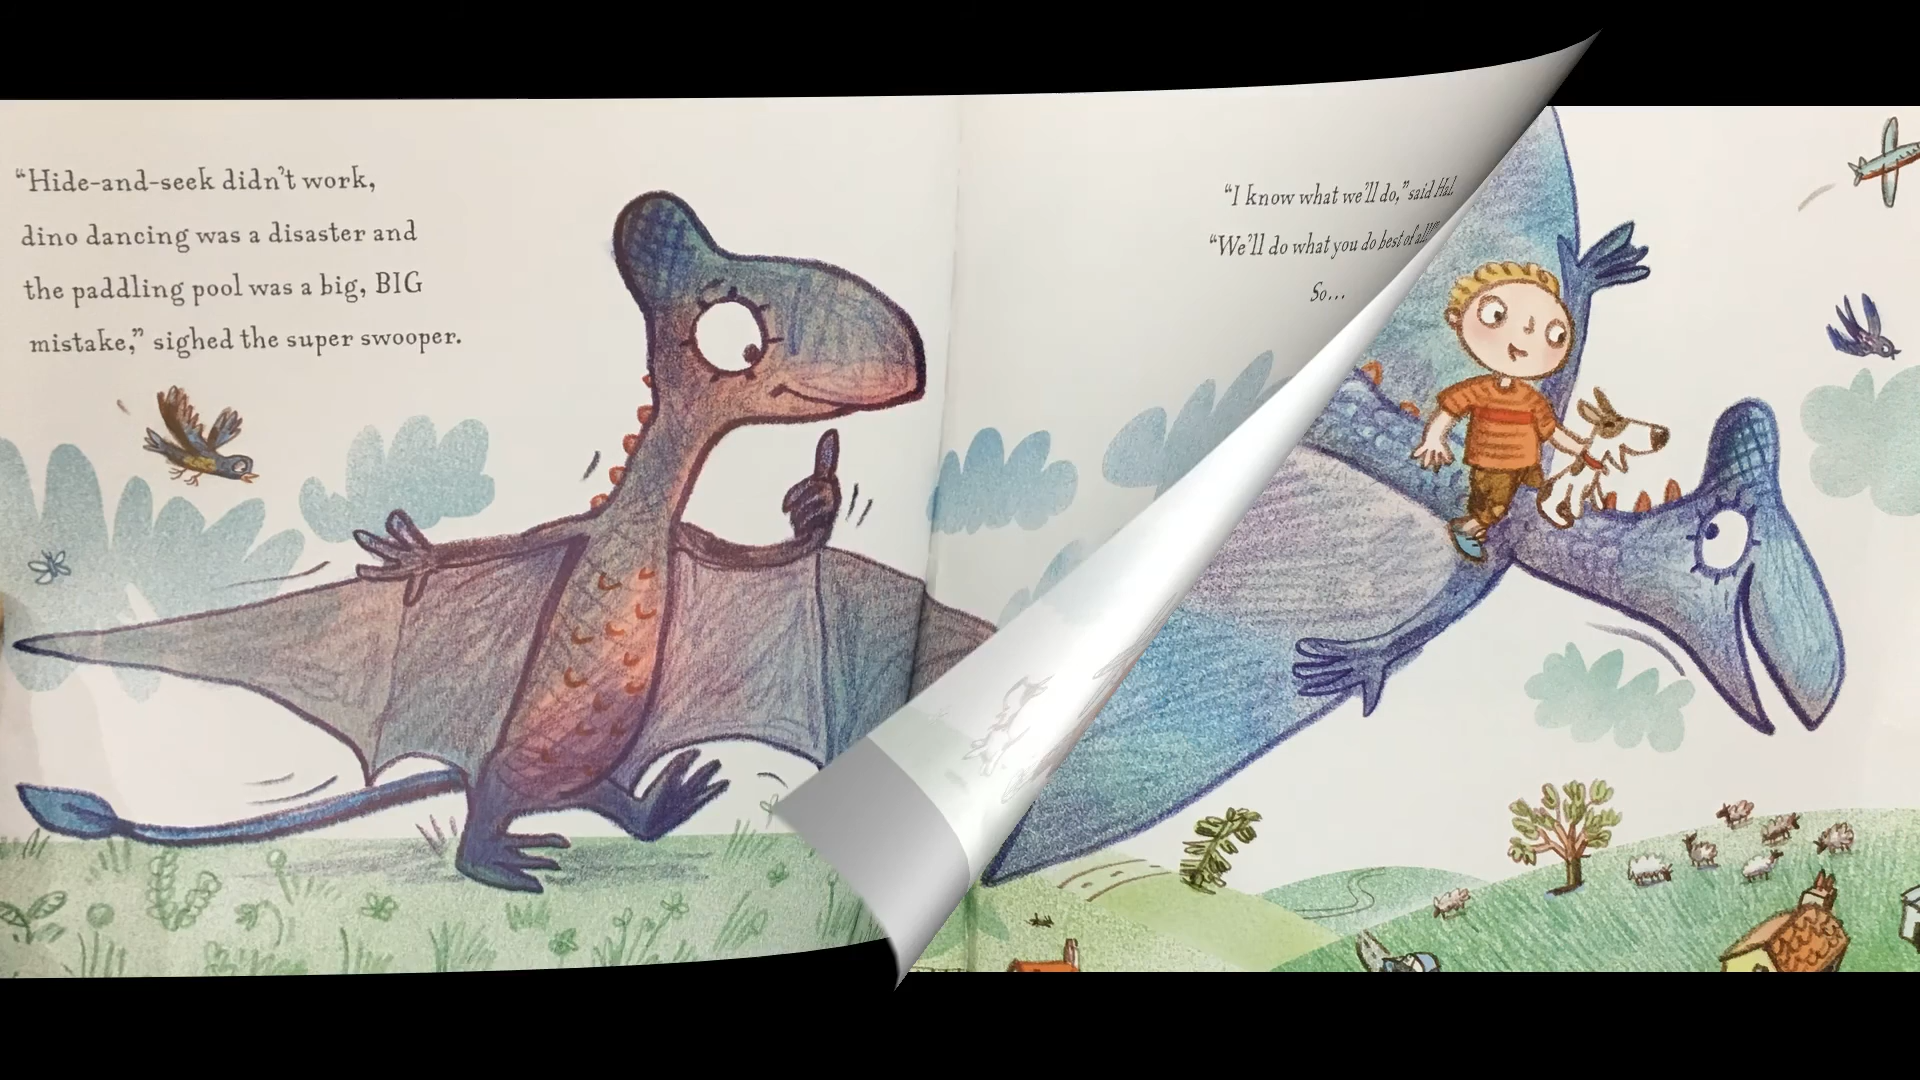 “Hide-and-seek didn’t work,
dino dancing was a disaster and
the paddling pool was a big, BIG
mistake,” sighed the super swooper.
“I know what we’ll do,” said Hal.
“We’ll do what you do best of all!”
So...